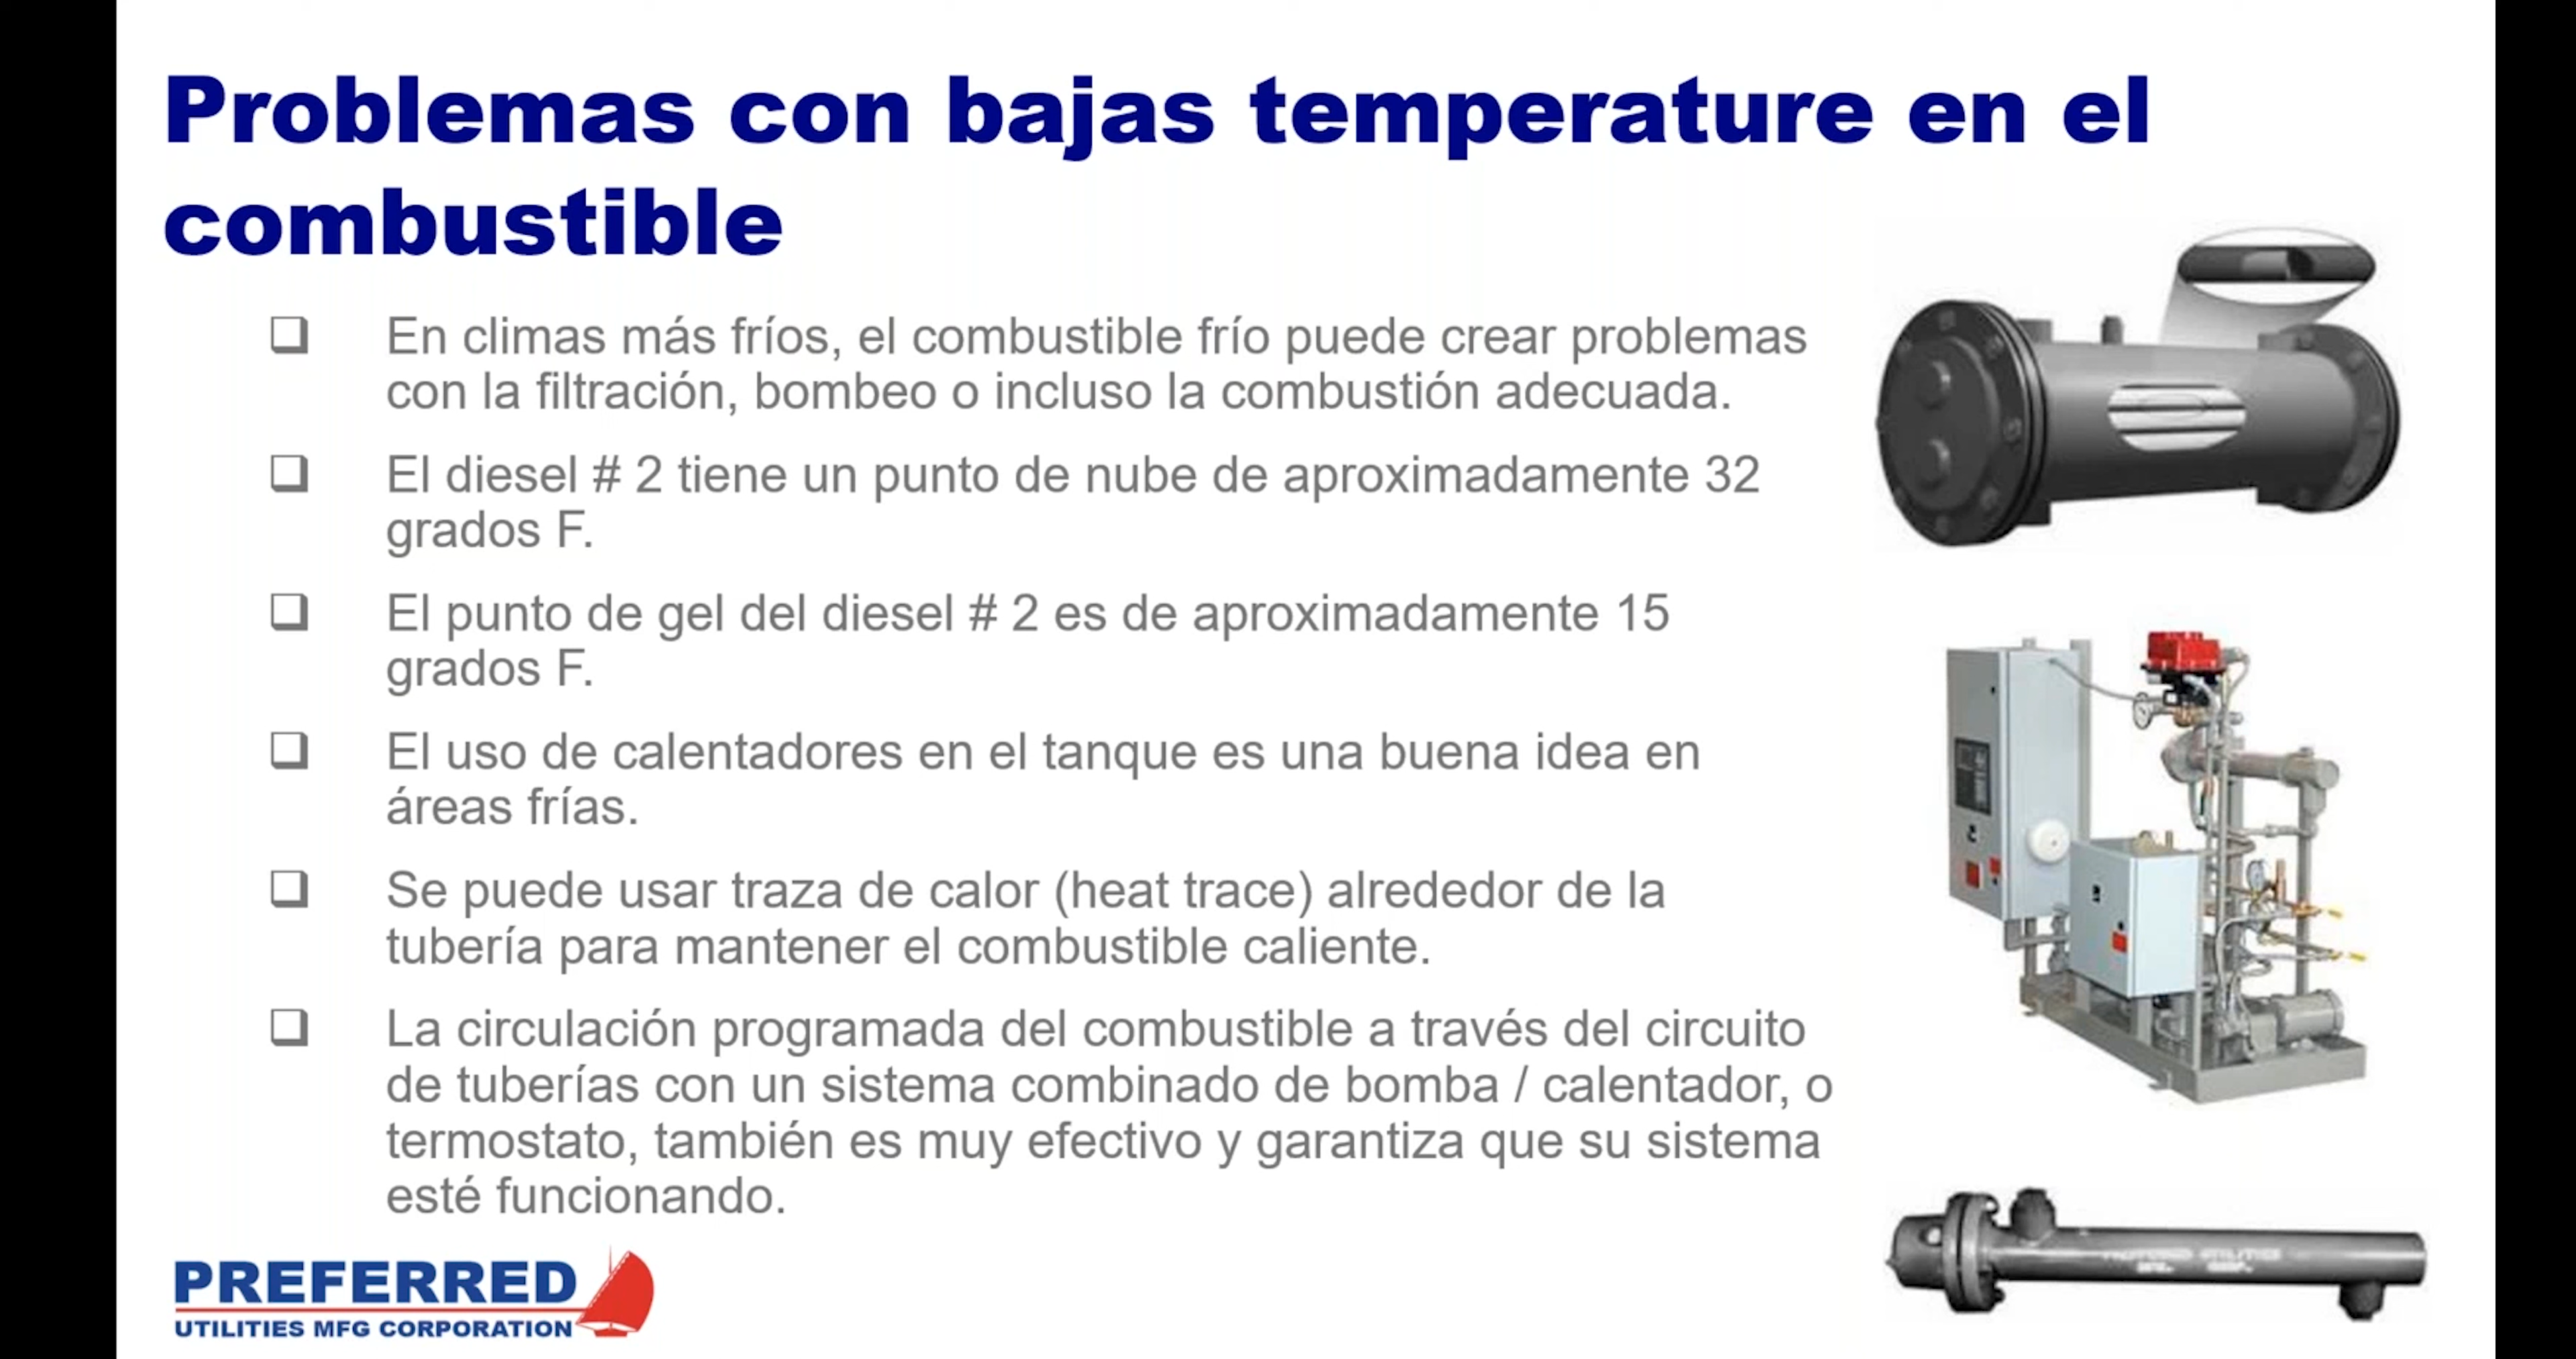 Problemas con bajas temperature en el
combustible
En climas más fríos, el combustible frío puede crear problemas
con la filtración, bombeo o incluso la combustión adecuada.
El diesel # 2 tiene un punto de nube de aproximadamente 32
grados F.
El punto de gel del diesel # 2 es de aproximadamente 15
grados F.
El uso de calentadores en el tanque es una buena idea en
áreas frías.
Se puede usar traza de calor (heat trace) alrededor de la
tubería para mantener el combustible caliente.
La circulación programada del combustible a través del circuito
de tuberías con un sistema combinado de bomba / calentador, o
termostato, también es muy efectivo y garantiza que su sistema
esté funcionando.
PREFERRED
UTILITIES MFG CORPORATION